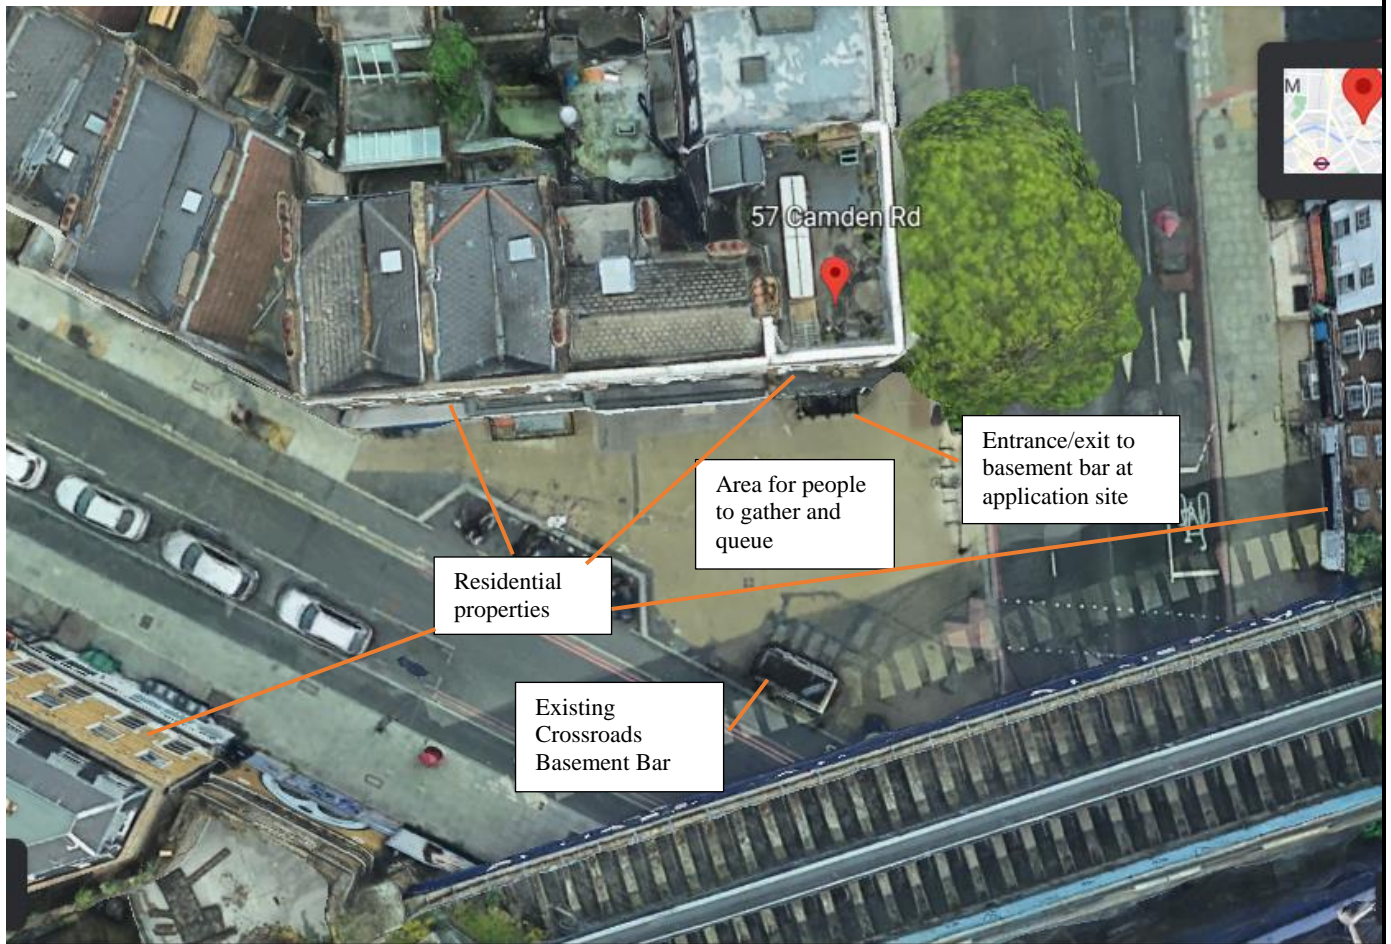 M
57 Camden Rd
Entrance/exit to
basement bar at
application site
Area for people
to gather and
queue
Residential
properties
Existing
Crossroads
Basement Bar